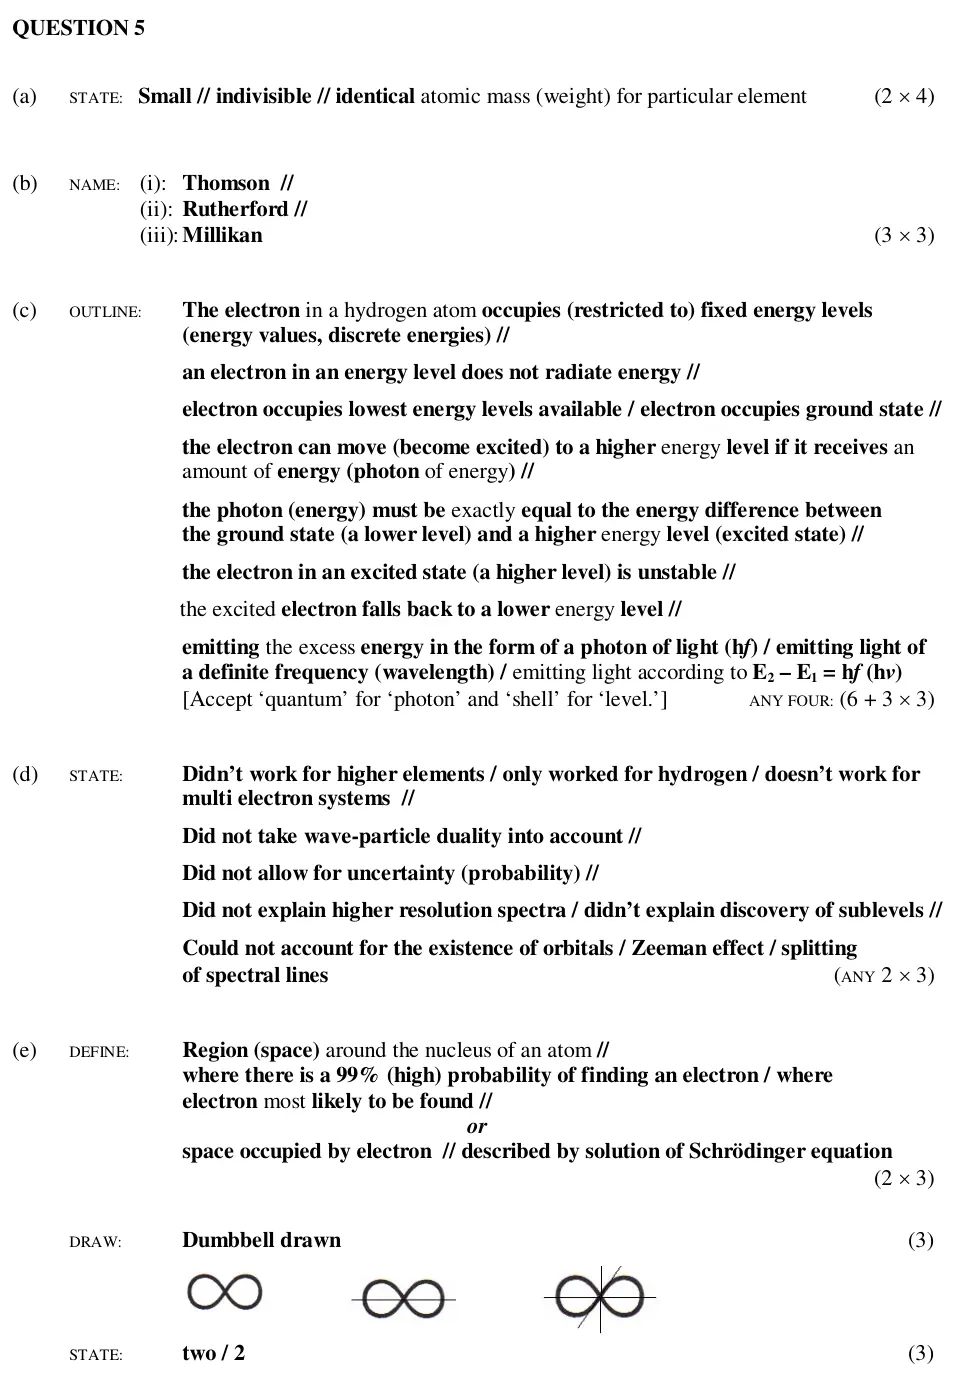 QUESTION 5
(a) STATE: Small // indivisible // identical atomic mass (weight) for particular element (2 × 4)
(b) NAME: (i): Thomson //
(ii): Rutherford //
(iii): Millikan (3 × 3)
(c) OUTLINE: The electron in a hydrogen atom occupies (restricted to) fixed energy levels
(energy values, discrete energies) //
an electron in an energy level does not radiate energy //
electron occupies lowest energy levels available / electron occupies ground state //
the electron can move (become excited) to a higher energy level if it receives an
amount of energy (photon of energy) //
the photon (energy) must be exactly equal to the energy difference between
the ground state (a lower level) and a higher energy level (excited state) //
the electron in an excited state (a higher level) is unstable //
the excited electron falls back to a lower energy level //
emitting the excess energy in the form of a photon of light (hf) / emitting light of
a definite frequency (wavelength) / emitting light according to E₂ – E₁ = hf (hν)
[Accept ‘quantum’ for ‘photon’ and ‘shell’ for ‘level.’] ANY FOUR: (6 + 3 × 3)
(d) STATE: Didn’t work for higher elements / only worked for hydrogen / doesn’t work for
multi electron systems //
Did not take wave-particle duality into account //
Did not allow for uncertainty (probability) //
Did not explain higher resolution spectra / didn’t explain discovery of sublevels //
Could not account for the existence of orbitals / Zeeman effect / splitting
of spectral lines (ANY 2 × 3)
(e) DEFINE: Region (space) around the nucleus of an atom //
where there is a 99% (high) probability of finding an electron / where
electron most likely to be found //
or
space occupied by electron // described by solution of Schrödinger equation
(2 × 3)
DRAW: Dumbbell drawn (3)
STATE: two / 2 (3)